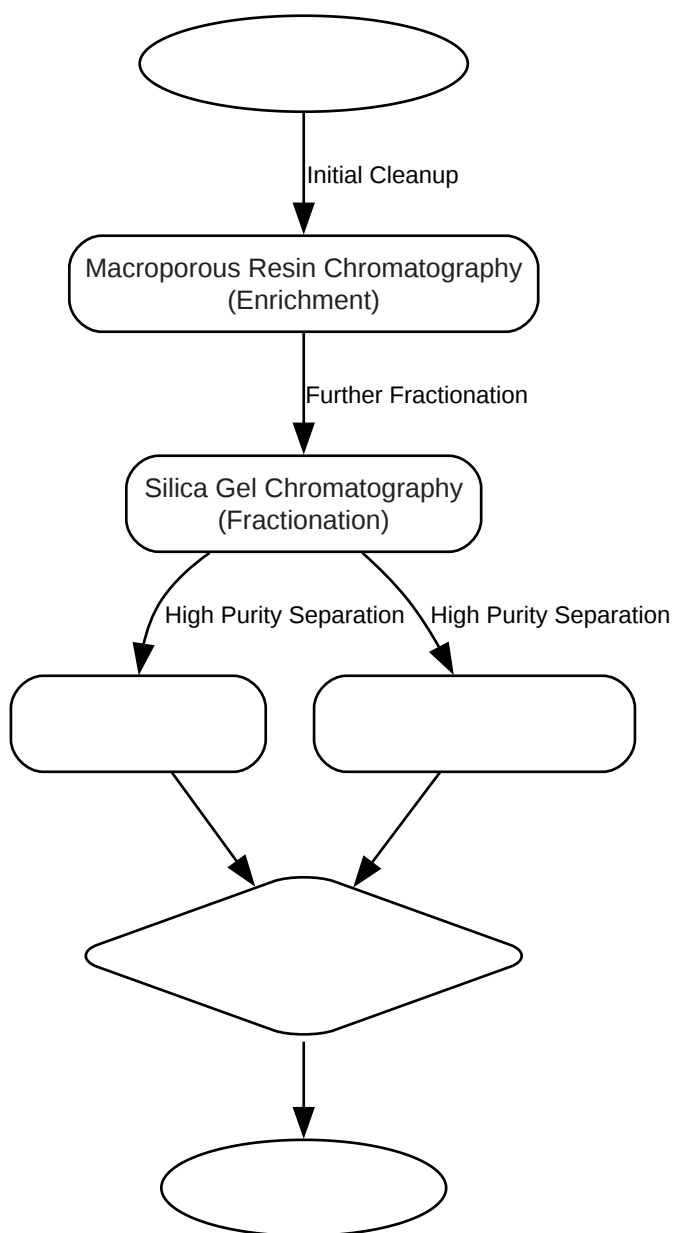 Initial Cleanup
Macroporous Resin Chromatography
(Enrichment)
Further Fractionation
Silica Gel Chromatography
(Fractionation)
High Purity Separation
High Purity Separation